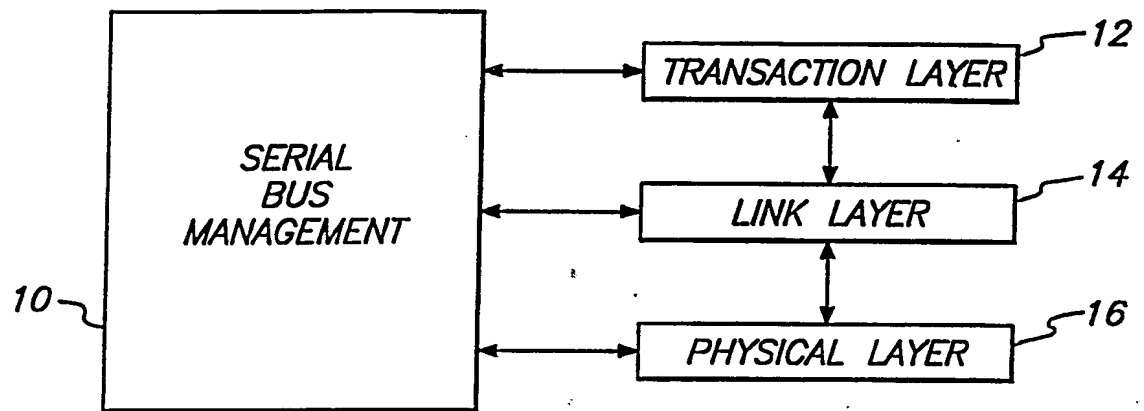 12
TRANSACTION LAYER
SERIAL
BUS
MANAGEMENT
14
LINK LAYER
10
16
PHYSICAL LAYER